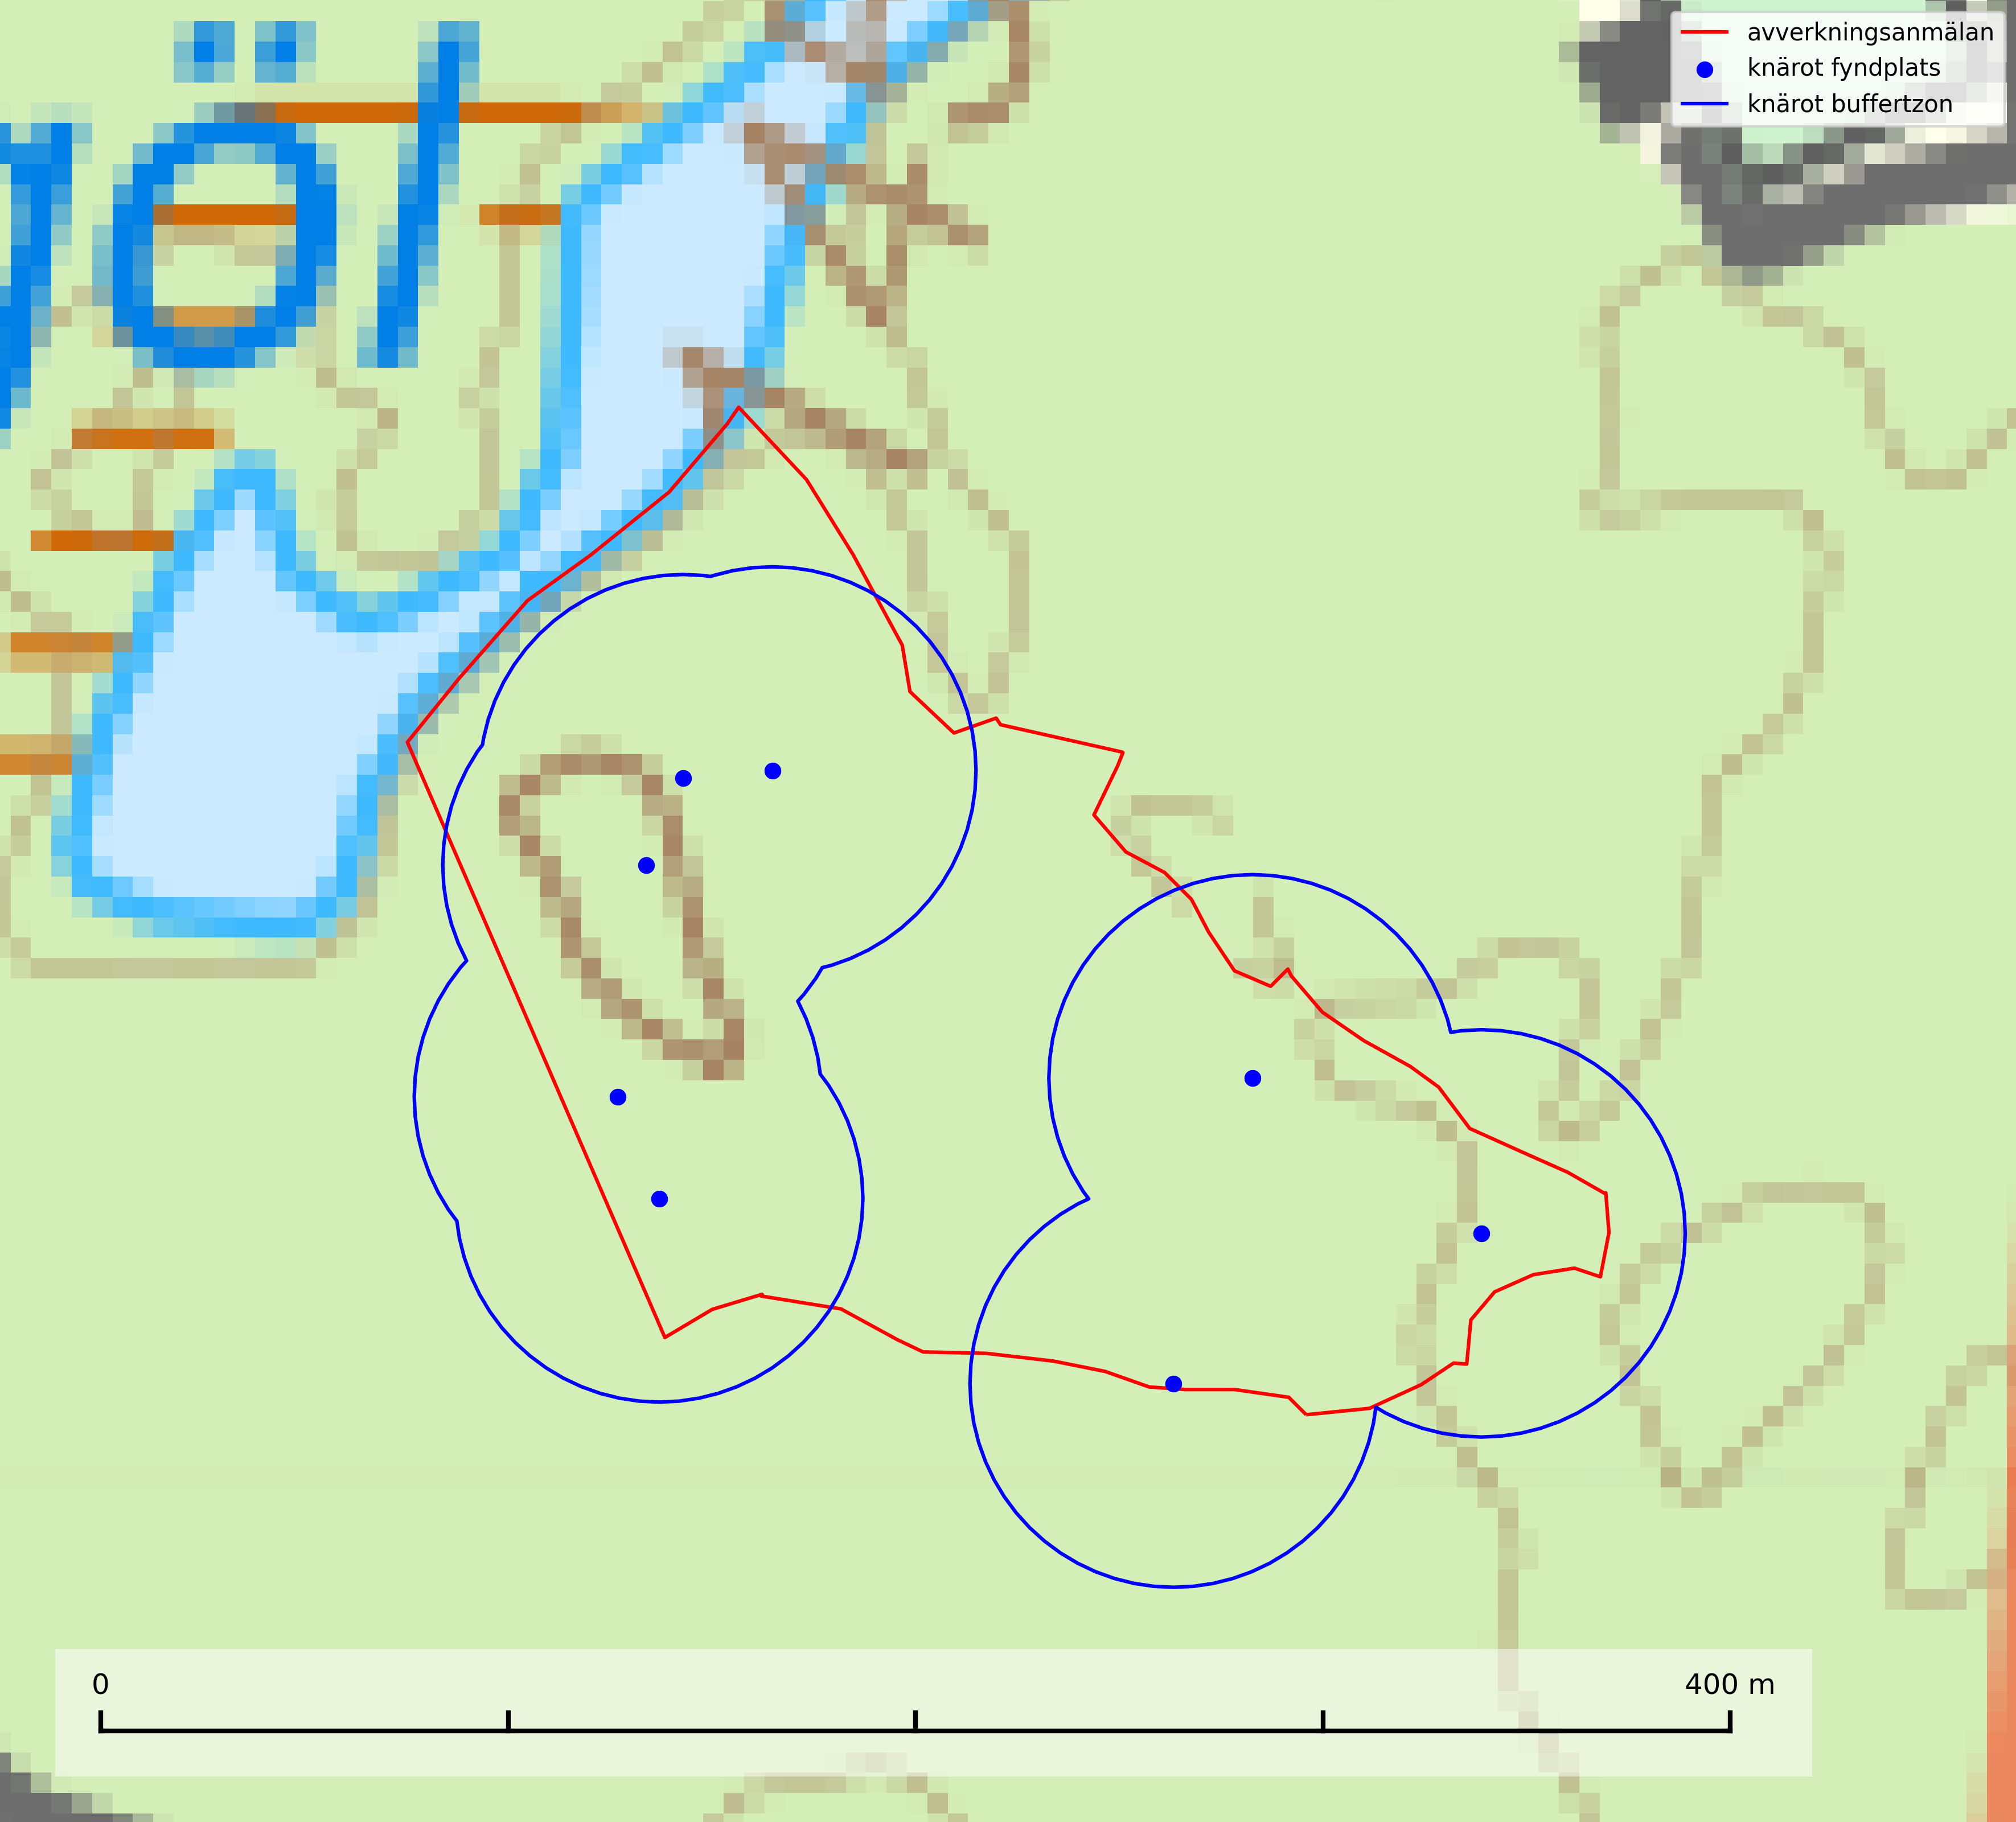 avverkningsanmälan
knärot fyndplats
knärot buffertzon
0
400 m